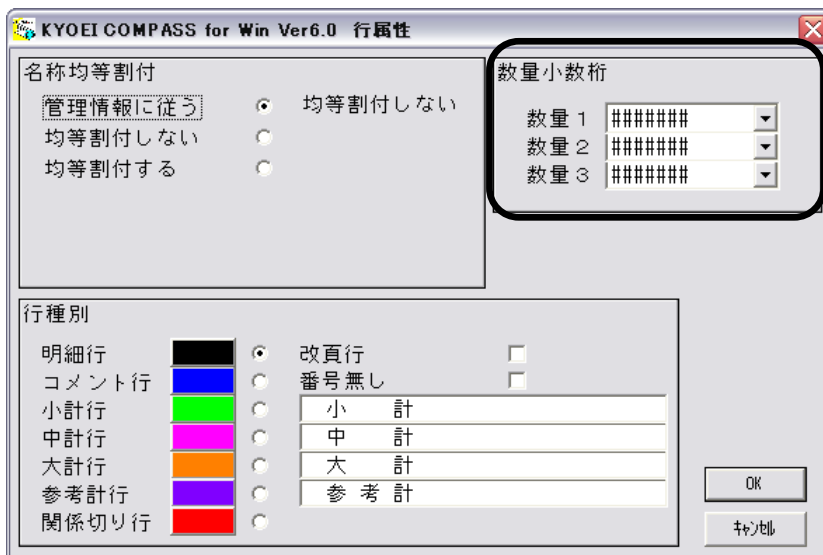 KYOEI COMPASS for Win Ver6.0 行属性
名称均等割付
管理情報に従う 均等割付しない
均等割付しない
均等割付する
数量小数桁
数量1 #######
数量2 #######
数量3 #######
行種別
明細行 改頁行
コメント行 番号無し
小計行 小 計
中計行 中 計
大計行 大 計
参考計行 参 考 計
関係切り行
OK
ｷｬﾝｾﾙ